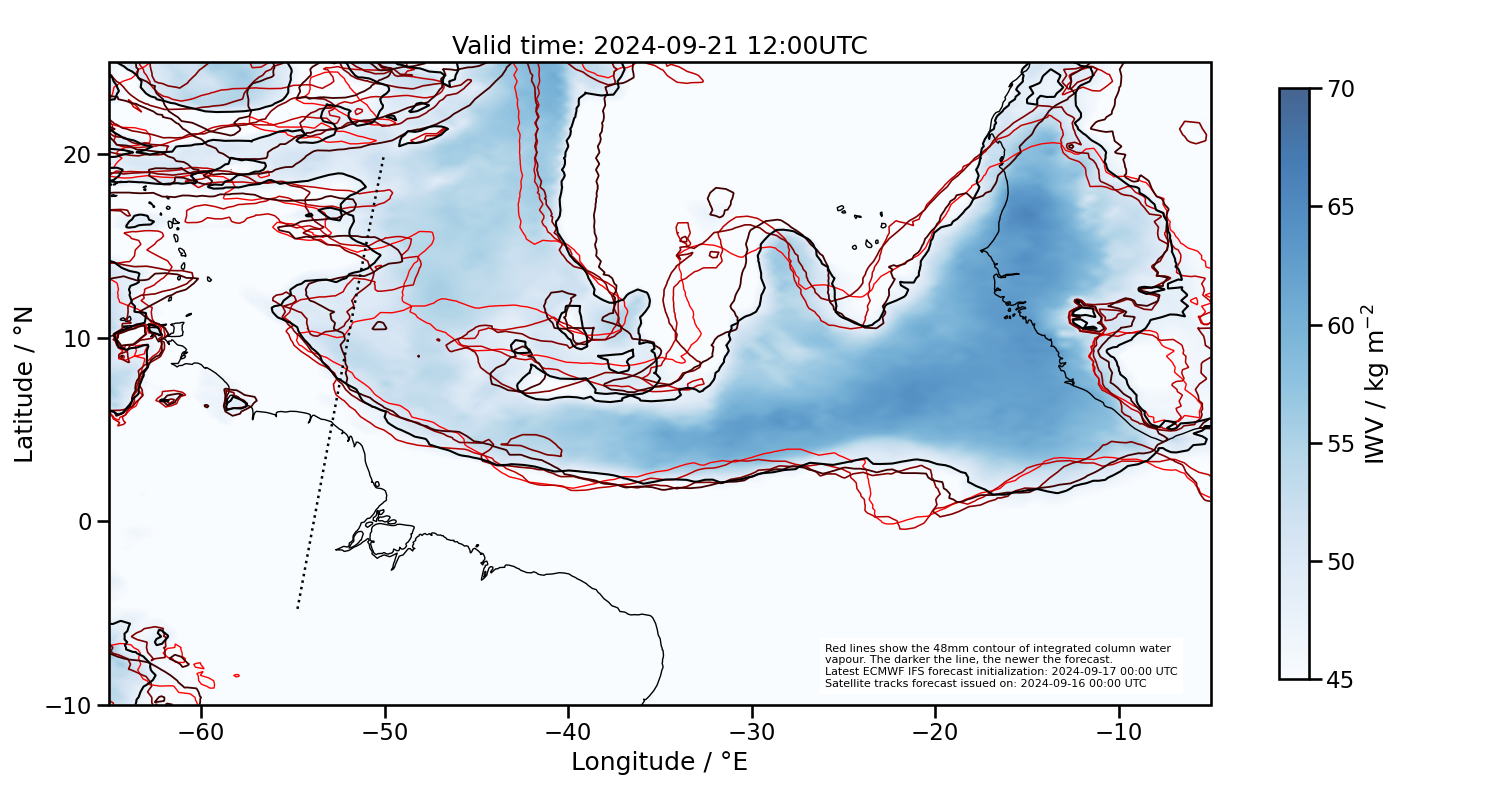 Valid time: 2024-09-21 12:00UTC
20
10
0
−10
Latitude / °N
−60
−50
−40
−30
−20
−10
Longitude / °E
Red lines show the 48mm contour of integrated column water
vapour. The darker the line, the newer the forecast.
Latest ECMWF IFS forecast initialization: 2024-09-17 00:00 UTC
Satellite tracks forecast issued on: 2024-09-16 00:00 UTC
70
65
60
55
50
45
IWV / kg m⁻²